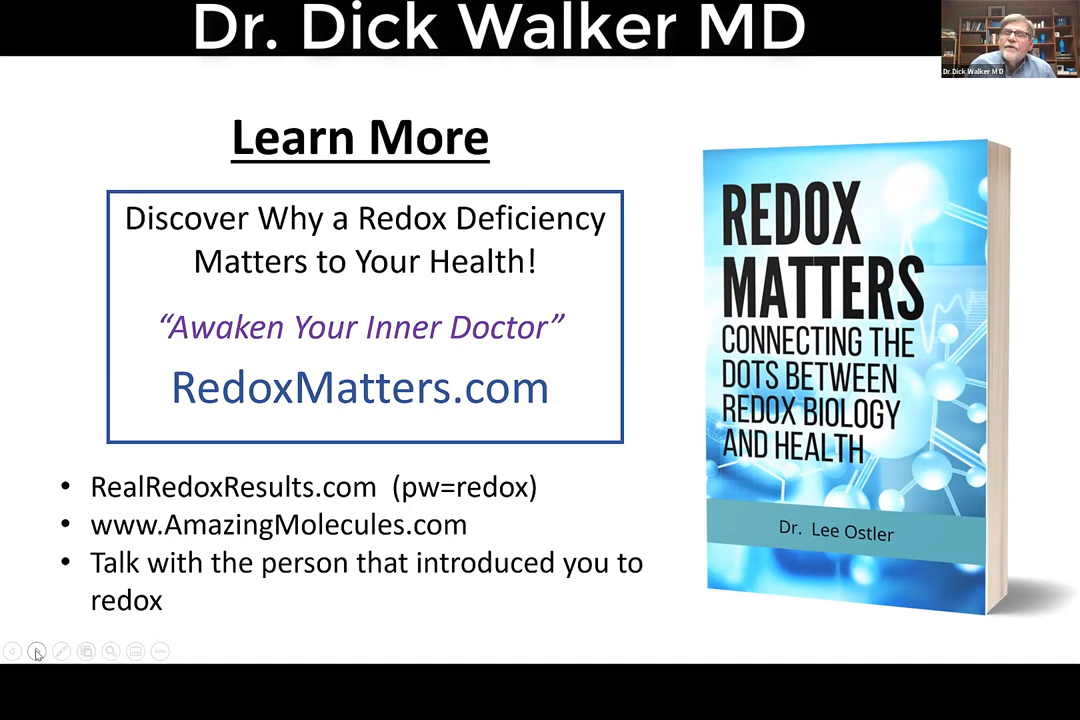 Dr. Dick Walker MD
Dr.Dick Walker M D
Learn More
Discover Why a Redox Deficiency
Matters to Your Health!
“Awaken Your Inner Doctor”
RedoxMatters.com
• RealRedoxResults.com (pw=redox)
• www.AmazingMolecules.com
• Talk with the person that introduced you to
redox
REDOX
MATTERS
CONNECTING THE
DOTS BETWEEN
REDOX BIOLOGY
AND HEALTH
Dr. Lee Ostler